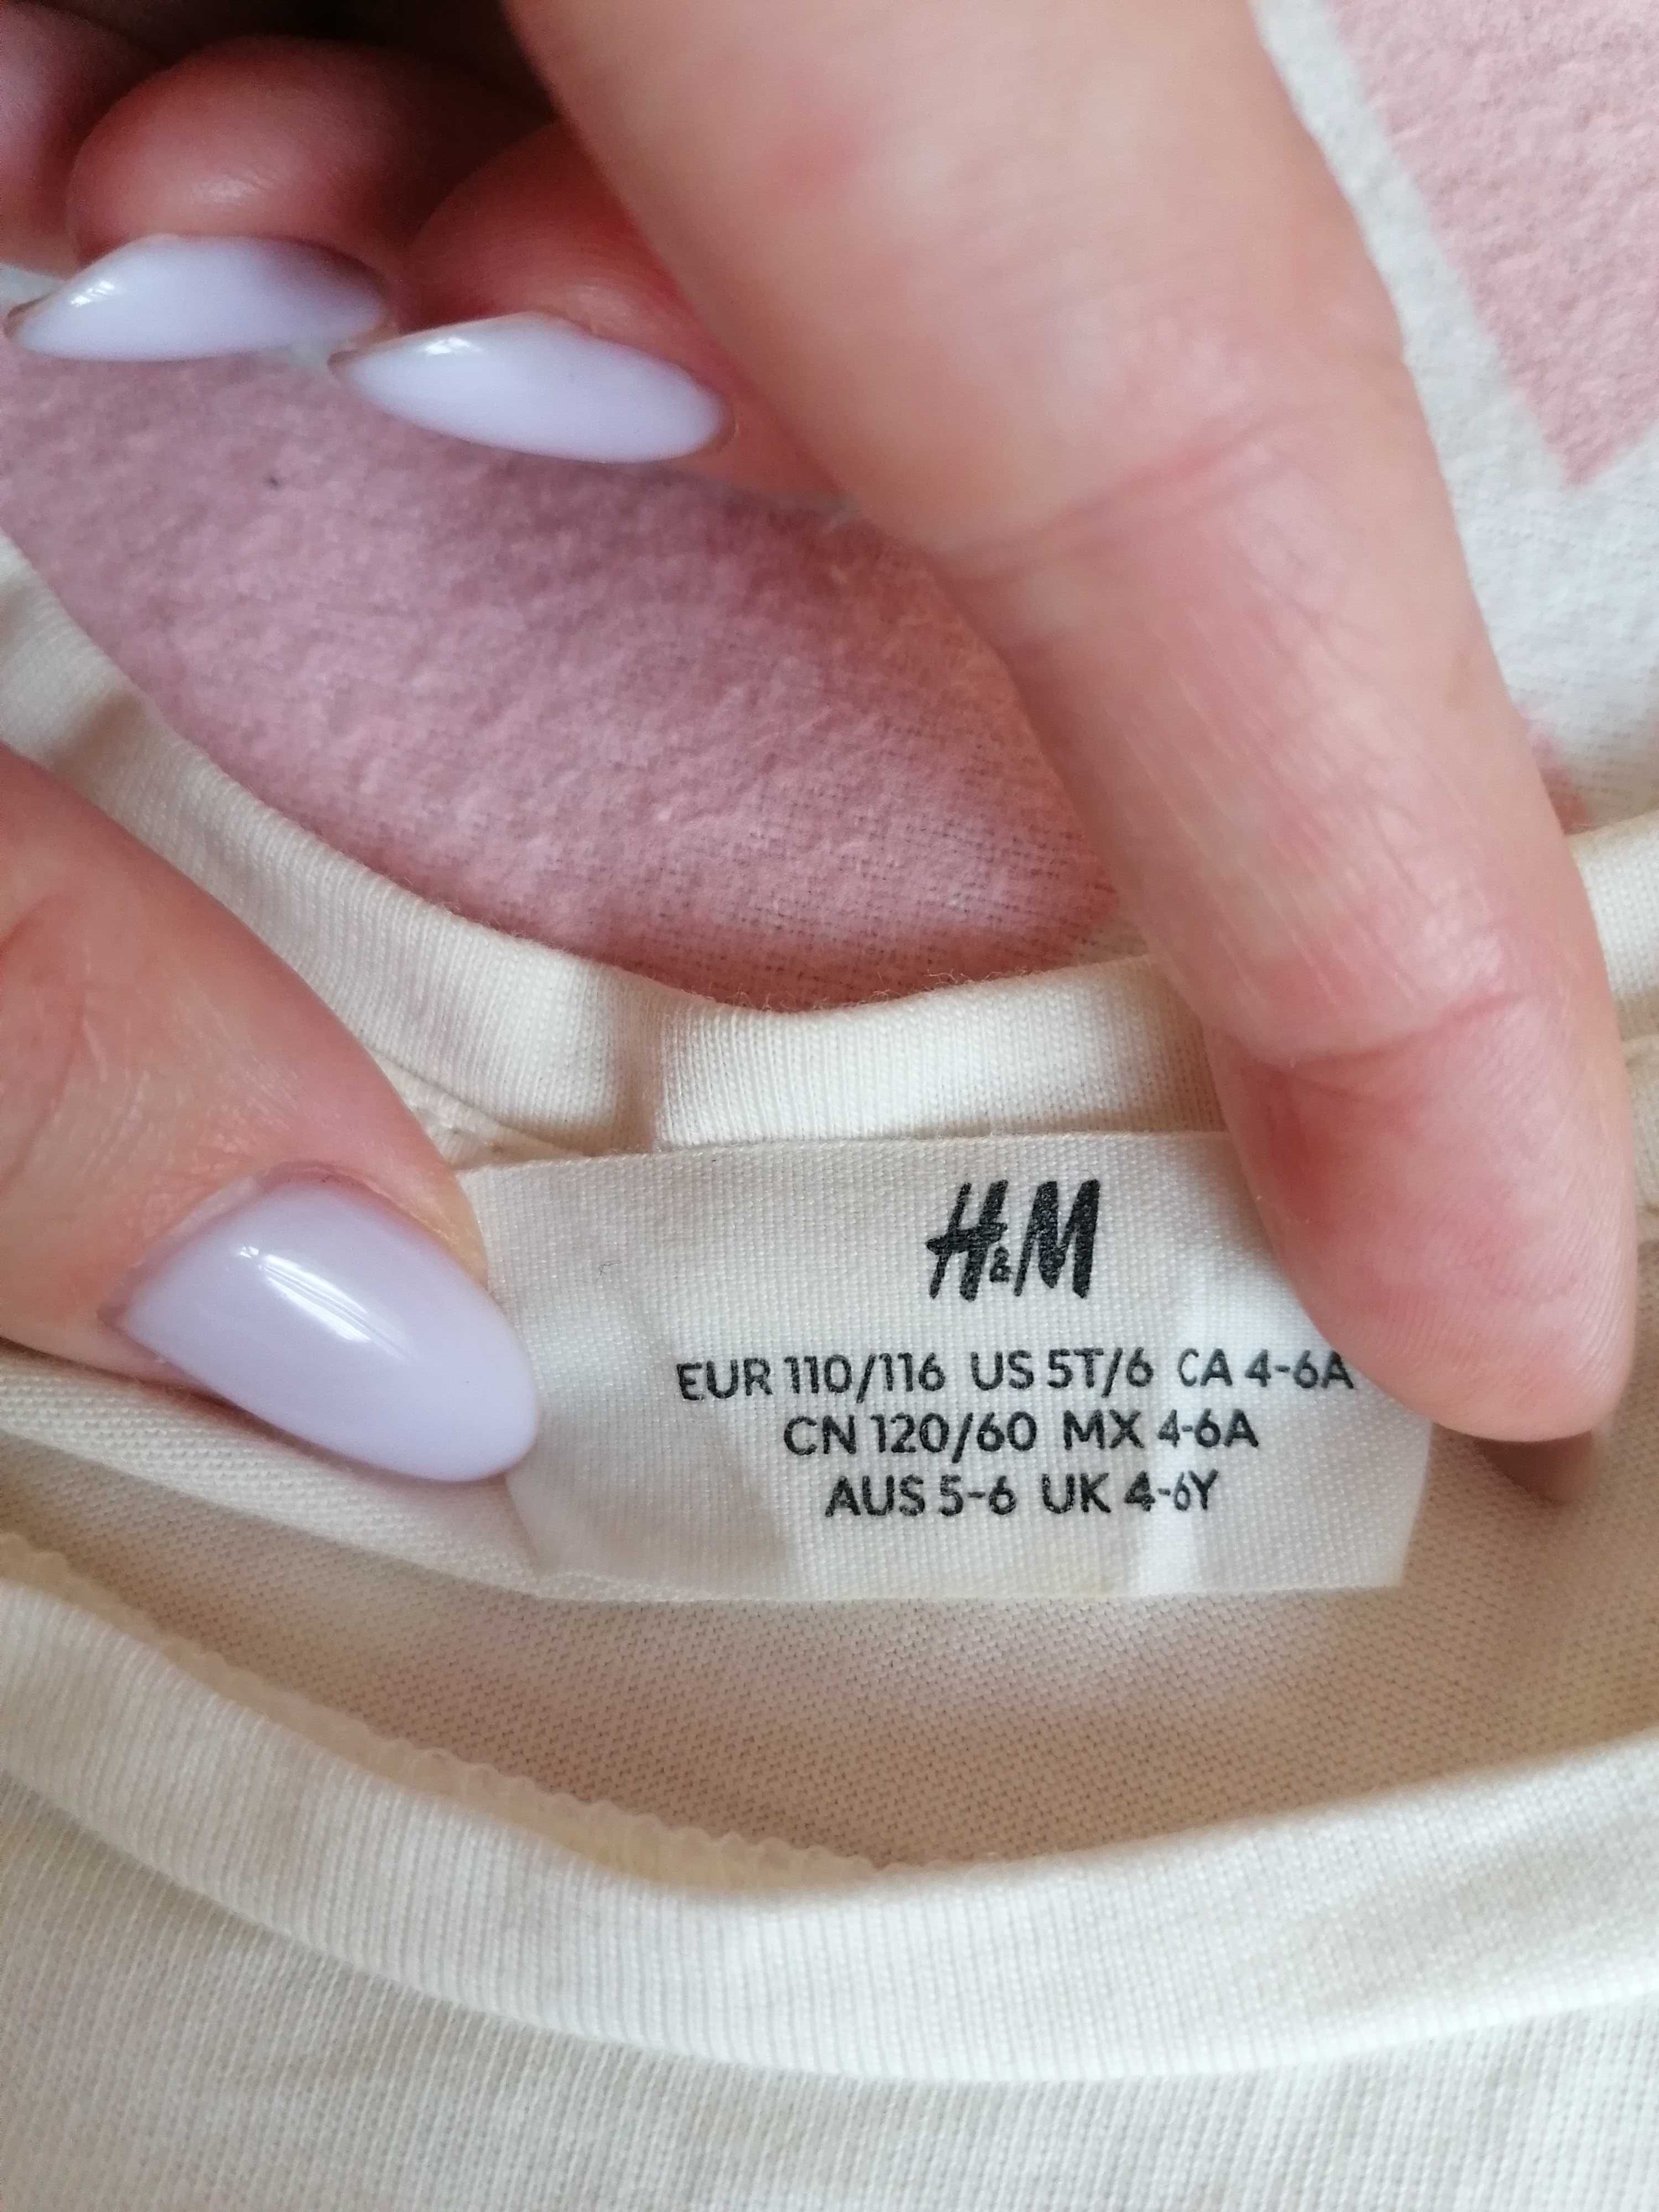 H&M
EUR 110/116 US 5T/6 CA 4-6A
CN 120/60 MX 4-6A
AUS 5-6 UK 4-6Y